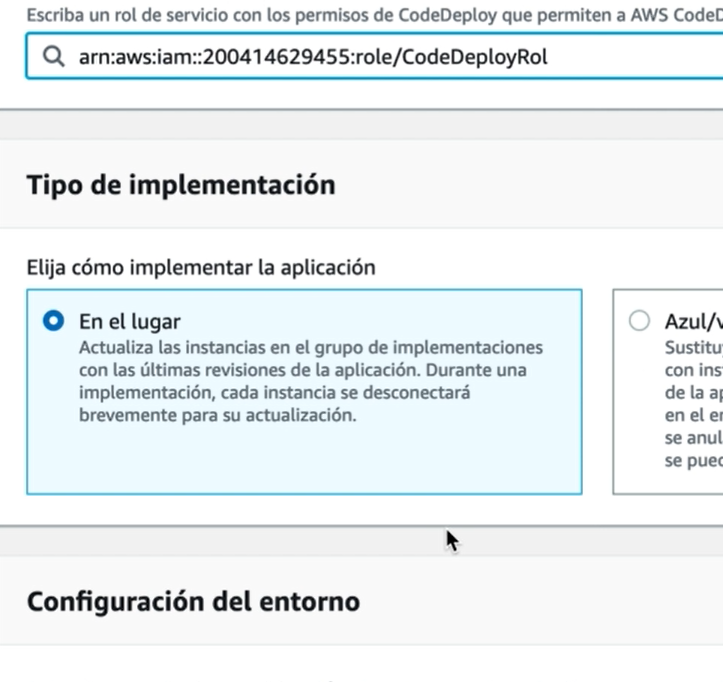 Escriba un rol de servicio con los permisos de CodeDeploy que permiten a AWS
arn:aws:iam::200414629455:role/CodeDeployRol
Tipo de implementación
Elija cómo implementar la aplicación
En el lugar
Actualiza las instancias en el grupo de implementaciones
con las últimas revisiones de la aplicación. Durante una
implementación, cada instancia se desconectará
brevemente para su actualización.
Azul/v
Sustitu
con ins
de la ap
en el en
se anul
se pued
Configuración del entorno